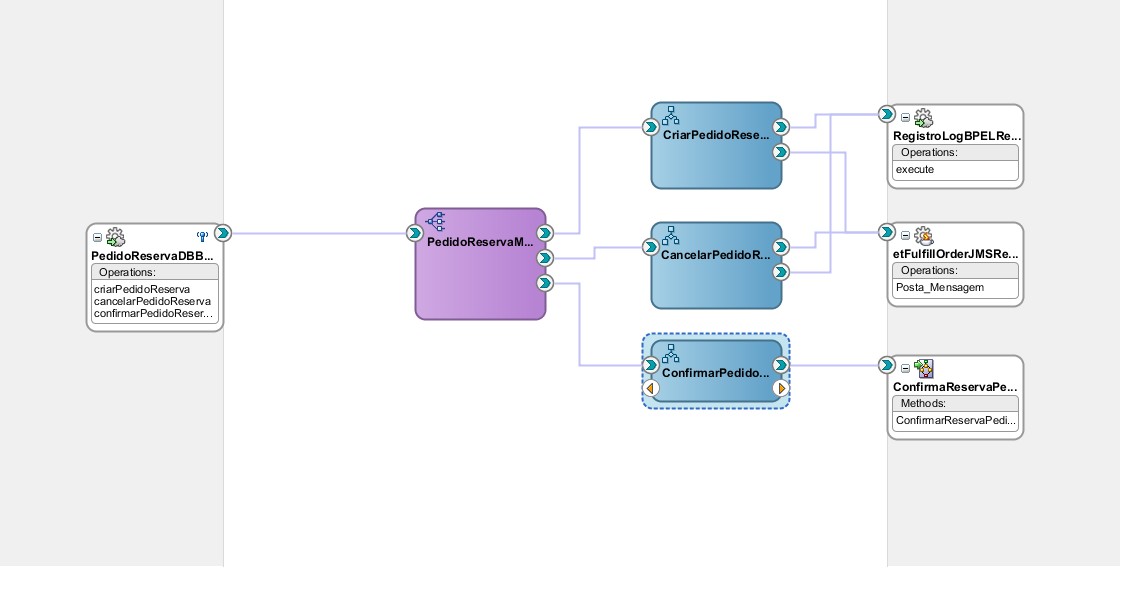 PedidoReservaDBB...
Operations:
criarPedidoReserva
cancelarPedidoReserva
confirmarPedidoReser...
PedidoReservaM...
CriarPedidoRese...
CancelarPedidoR...
ConfirmarPedido...
RegistroLogBPELRe...
Operations:
execute
etFulfillOrderJMSRe...
Operations:
Posta_Mensagem
ConfirmaReservaPe...
Methods:
ConfirmarReservaPedi...